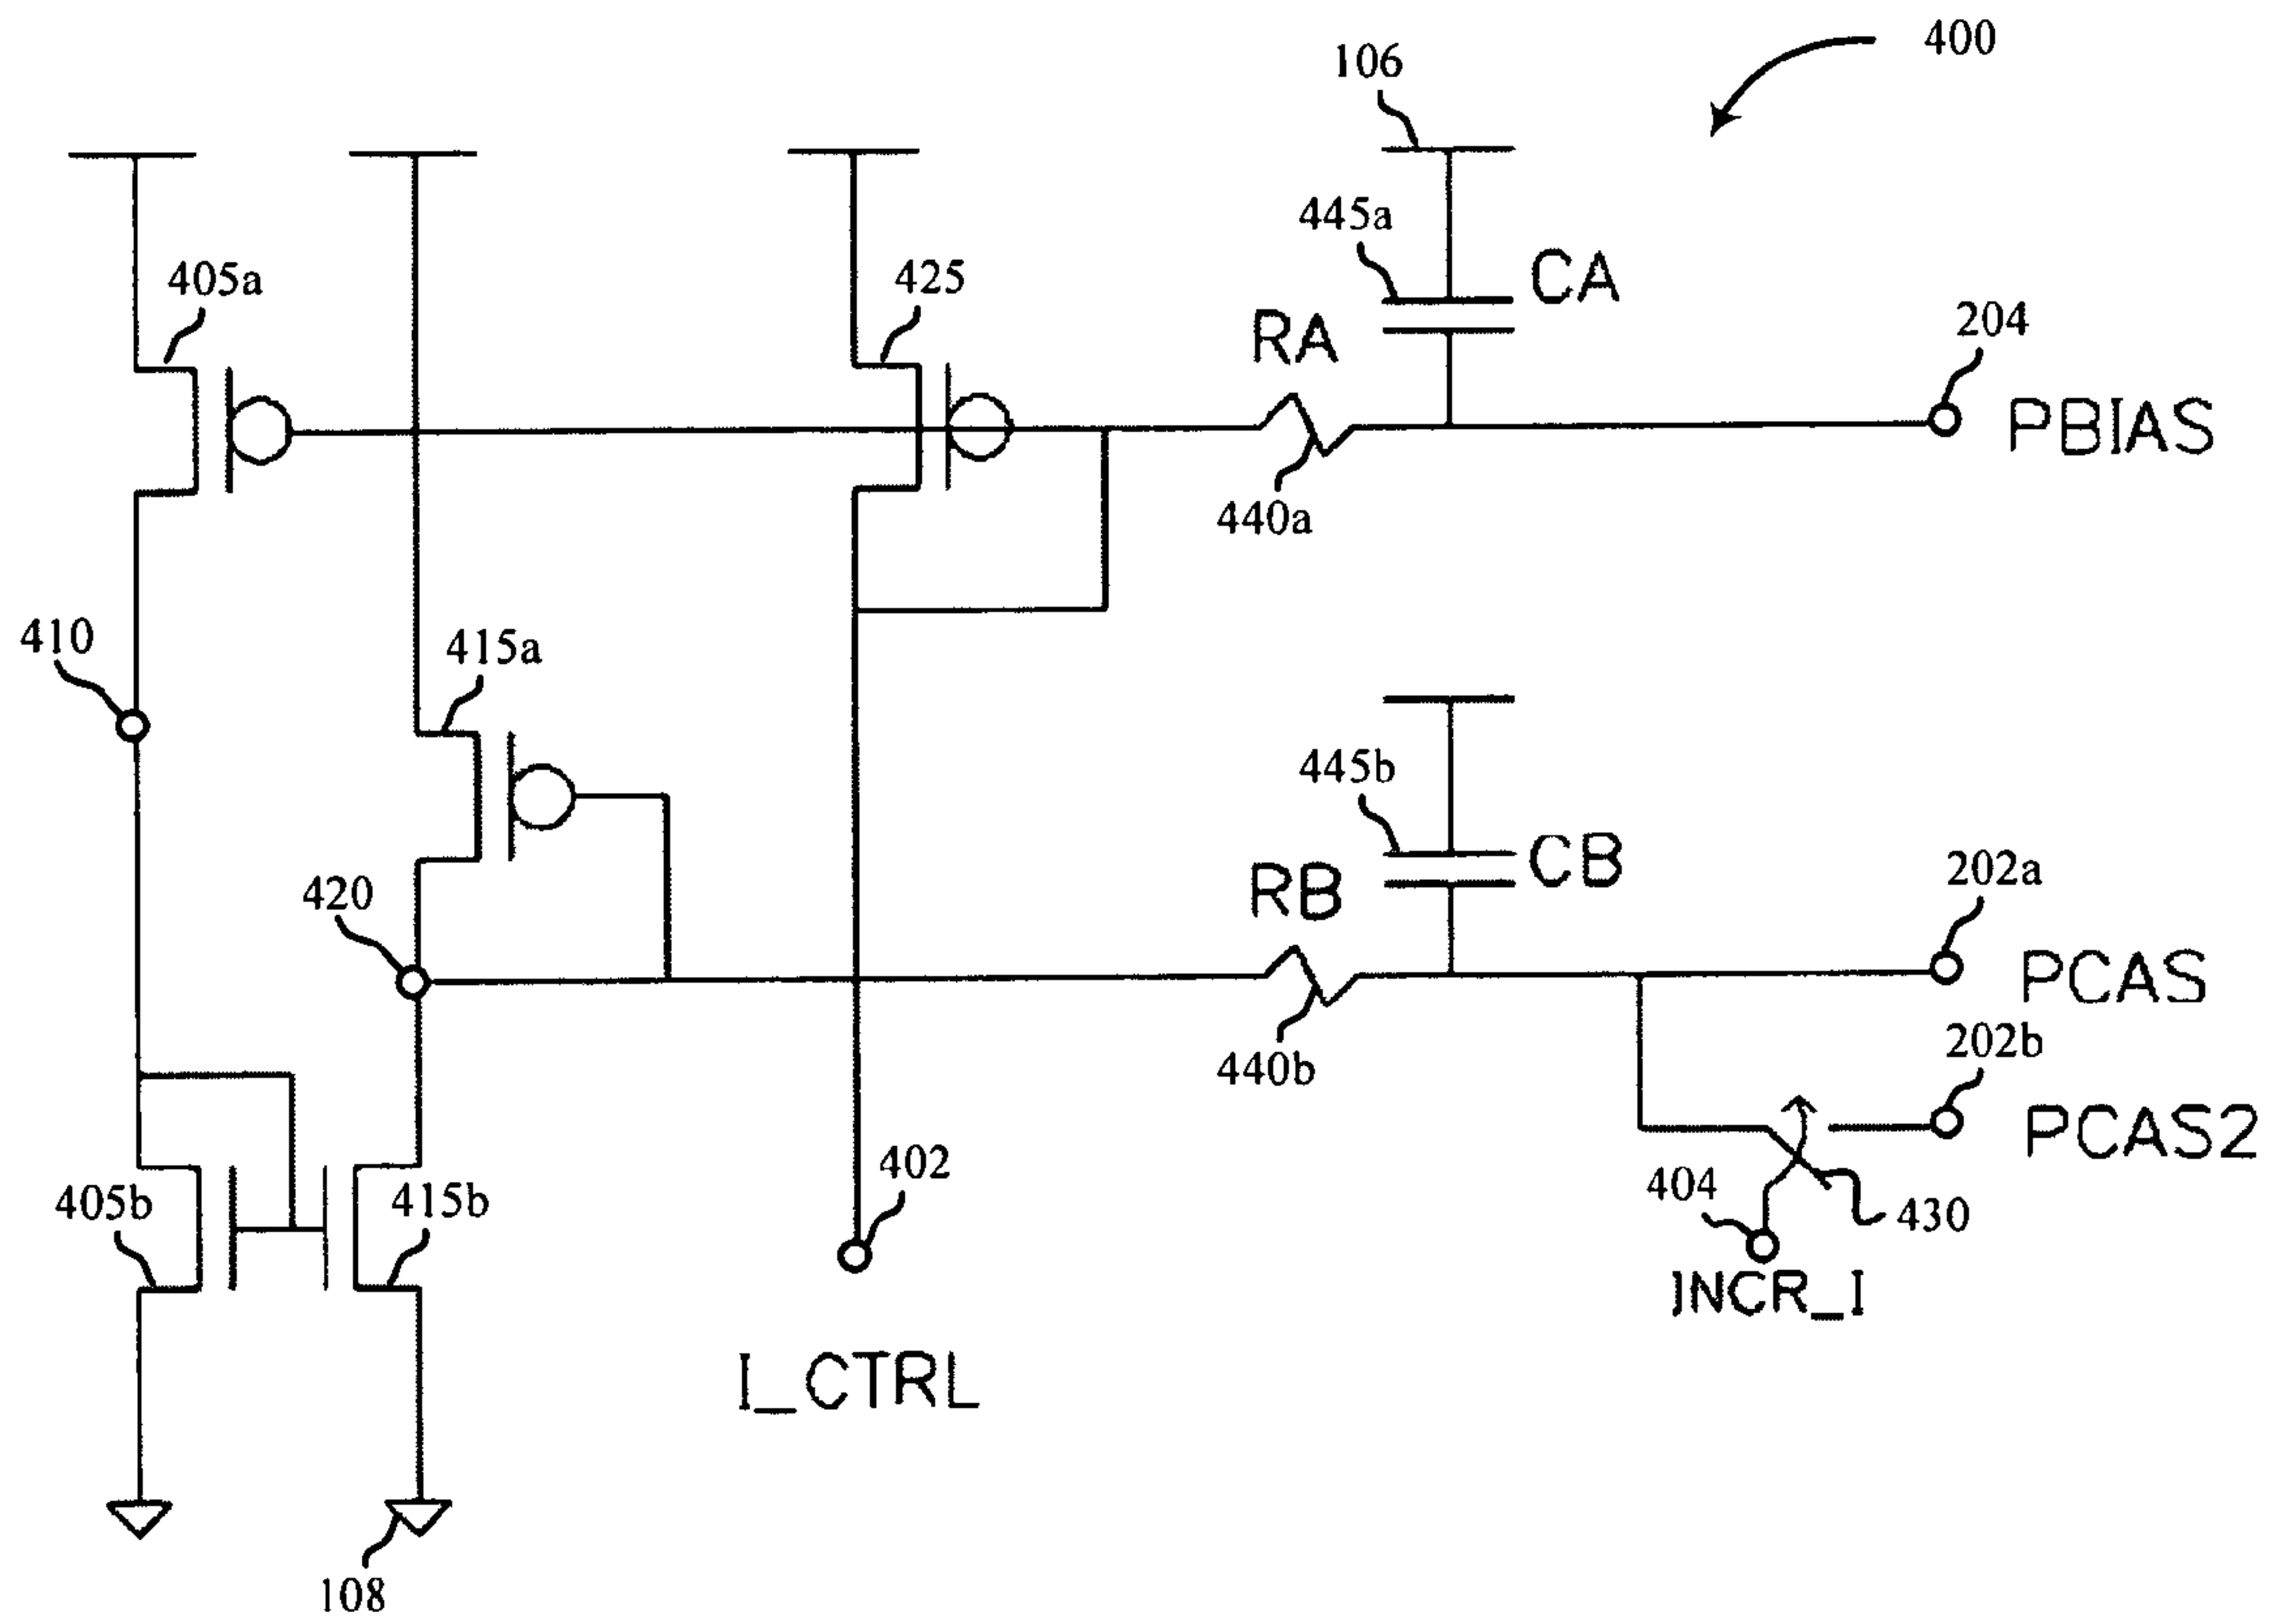 400
106
445a
CA
405a
425
RA
204
PBIAS
440a
410
415a
445b
CB
420
RB
202a
PCAS
440b
202b
PCAS2
402
404
430
405b
415b
INCR_I
I_CTRL
108